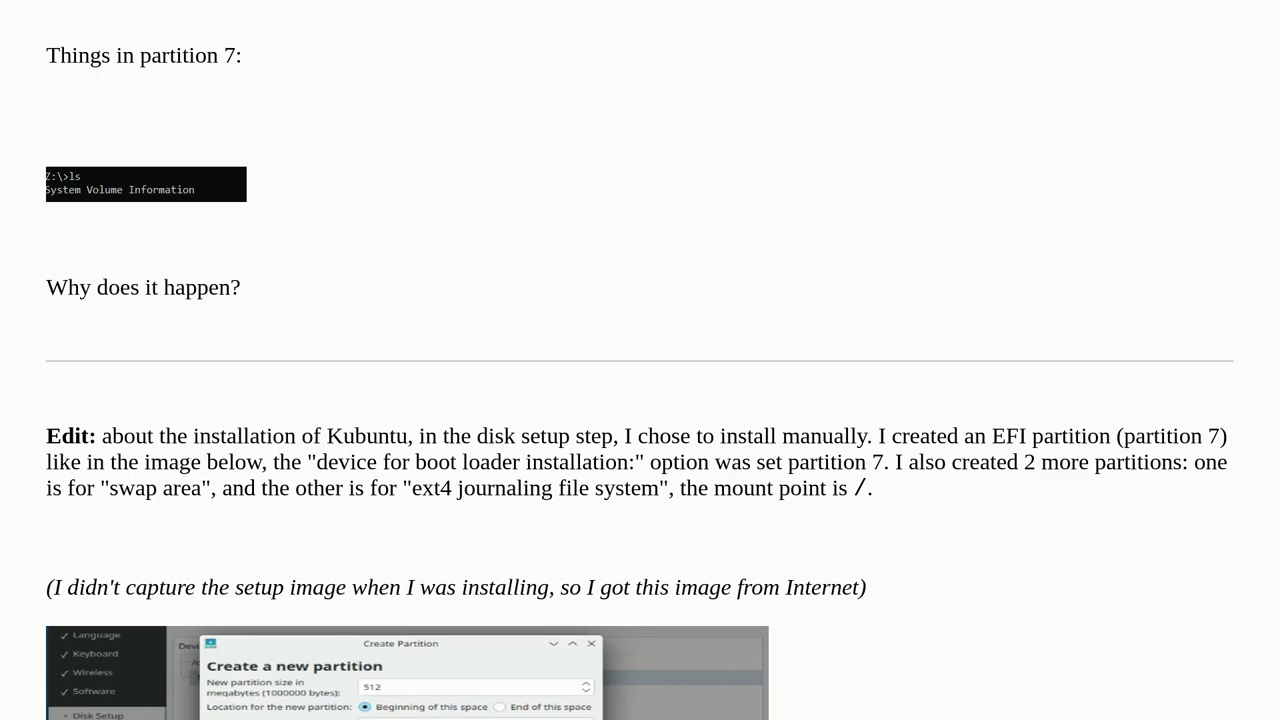 Things in partition 7:
Z:\>ls
System Volume Information
Why does it happen?
Edit: about the installation of Kubuntu, in the disk setup step, I chose to install manually. I created an EFI partition (partition 7)
like in the image below, the "device for boot loader installation:" option was set partition 7. I also created 2 more partitions: one
is for "swap area", and the other is for "ext4 journaling file system", the mount point is /.
(I didn't capture the setup image when I was installing, so I got this image from Internet)
✓ Language
✓ Keyboard
✓ Wireless
✓ Software
• Disk Setup
Create Partition
Create a new partition
New partition size in
megabytes (1000000 bytes):
512
Location for the new partition:
Beginning of this space
End of this space